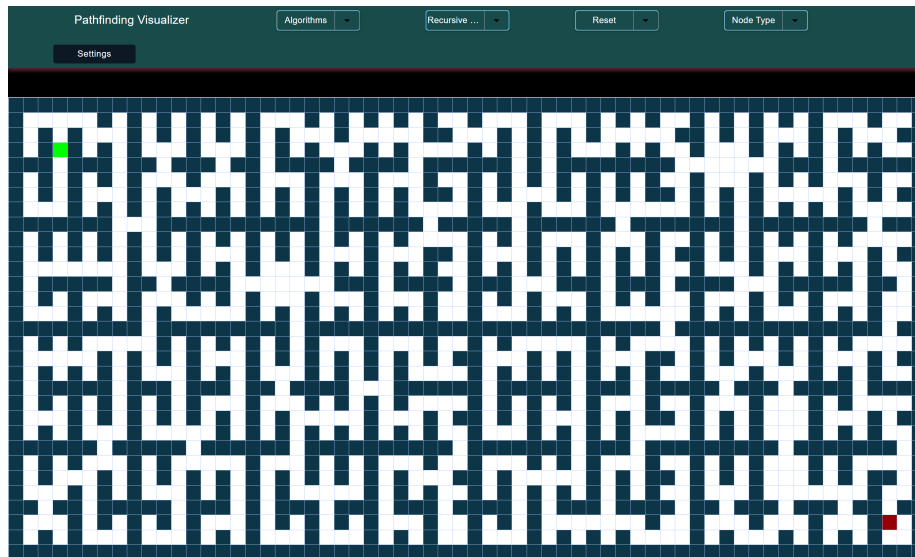 Pathfinding Visualizer
Algorithms
Recursive ...
Reset
Node Type
Settings